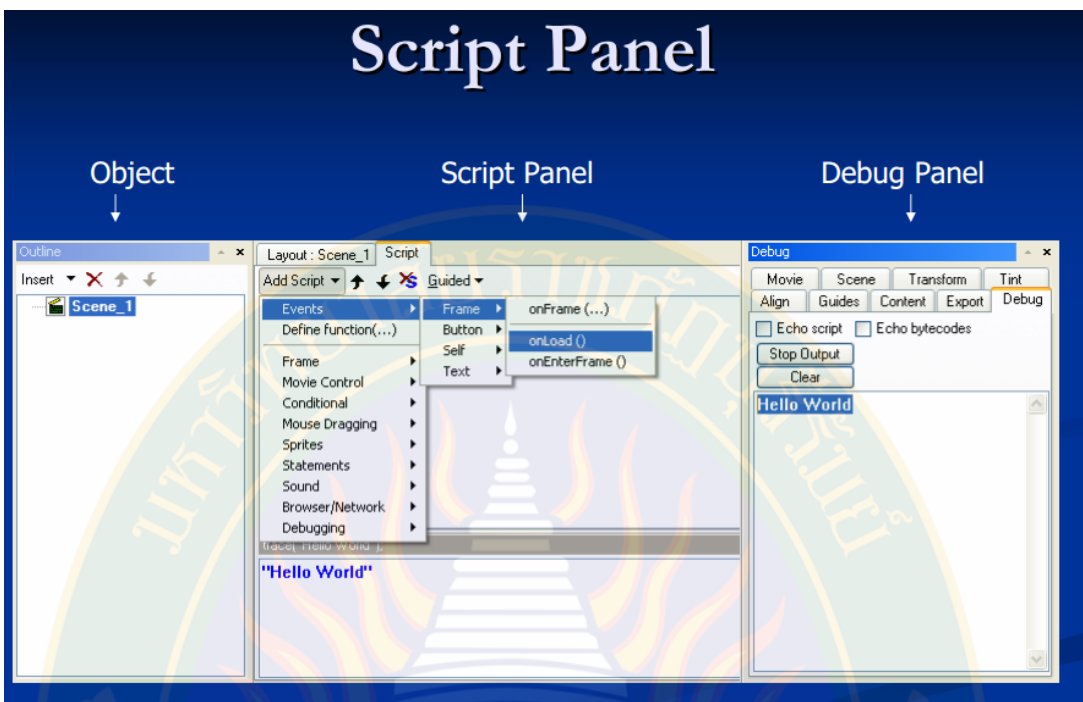 Script Panel
Object
Script Panel
Debug Panel
Outline
Insert
Scene_1
Layout : Scene_1 Script
Add Script Guided
Events
Define function(...)
Frame
Movie Control
Conditional
Mouse Dragging
Sprites
Statements
Sound
Browser/Network
Debugging
Frame
Button
Self
Text
onFrame (...)
onLoad ()
onEnterFrame ()
trace( "Hello World" );
"Hello World"
Debug
Movie Scene Transform Tint
Align Guides Content Export Debug
Echo script Echo bytecodes
Stop Output
Clear
Hello World